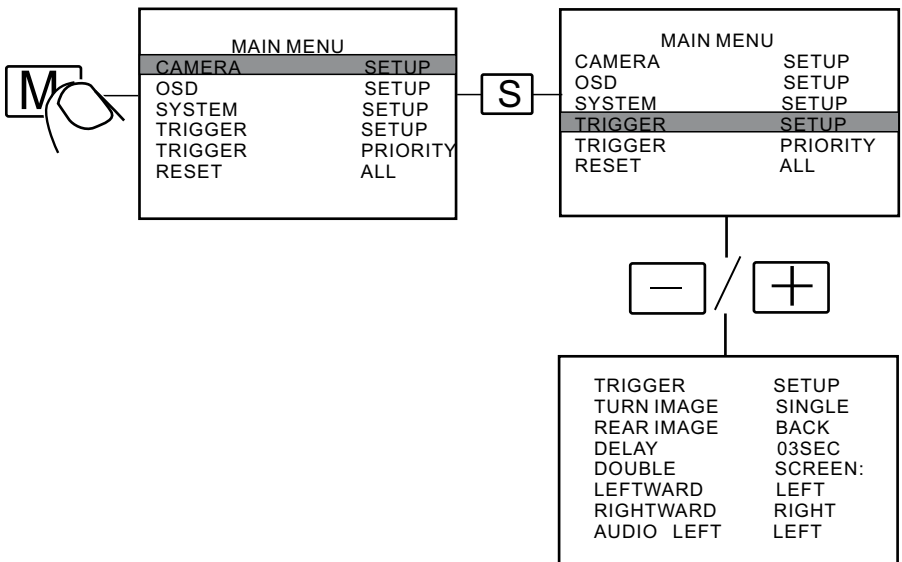 M
MAIN MENU
CAMERA SETUP
OSD SETUP
SYSTEM SETUP
TRIGGER SETUP
TRIGGER PRIORITY
RESET ALL
S
MAIN MENU
CAMERA SETUP
OSD SETUP
SYSTEM SETUP
TRIGGER SETUP
TRIGGER PRIORITY
RESET ALL
— / +
TRIGGER SETUP
TURN IMAGE SINGLE
REAR IMAGE BACK
DELAY 03SEC
DOUBLE SCREEN:
LEFTWARD LEFT
RIGHTWARD RIGHT
AUDIO LEFT LEFT